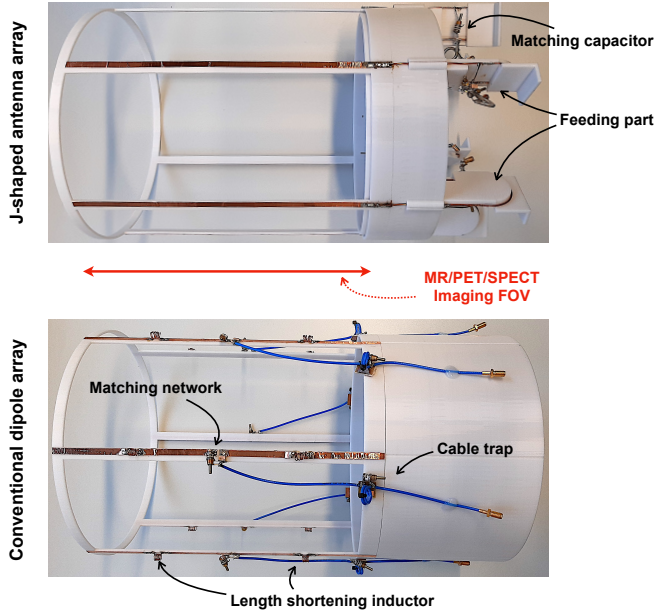 J-shaped antenna array
Matching capacitor
Feeding part
MR/PET/SPECT
Imaging FOV
Conventional dipole array
Matching network
Cable trap
Length shortening inductor